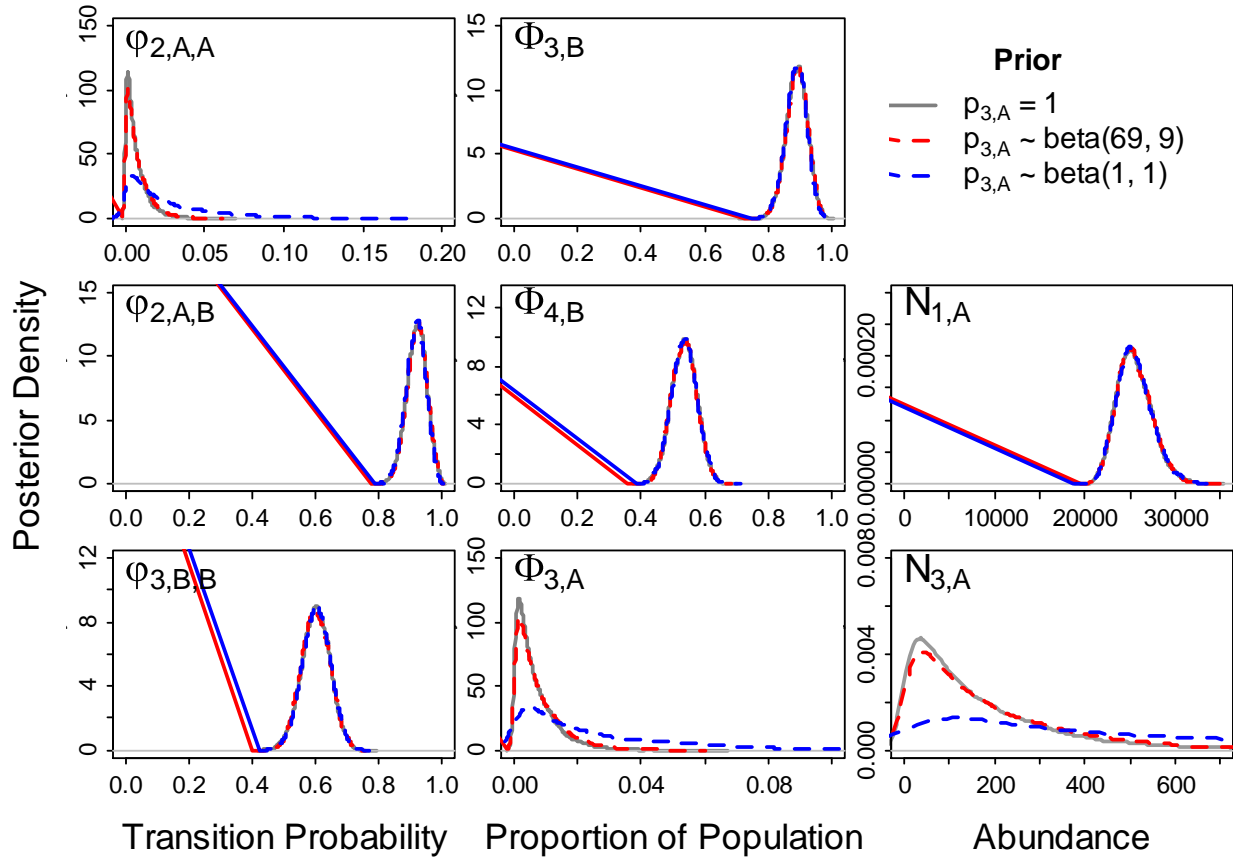 Posterior Density
φ2,A,A
0 50 100 150
0.00 0.05 0.10 0.15 0.20
Φ3,B
0 5 10 15
0.0 0.2 0.4 0.6 0.8 1.0
Prior
p3,A = 1
p3,A ~ beta(69, 9)
p3,A ~ beta(1, 1)
φ2,A,B
0 5 10 15
0.0 0.2 0.4 0.6 0.8 1.0
Φ4,B
0 4 8 12
0.0 0.2 0.4 0.6 0.8 1.0
N1,A
0.00000 0.00020
0 10000 20000 30000
φ3,B,B
0 4 8 12
0.0 0.2 0.4 0.6 0.8 1.0
Φ3,A
0 50 100 150
0.00 0.04 0.08
N3,A
0.000 0.004 0.008
0 200 400 600
Transition Probability
Proportion of Population
Abundance